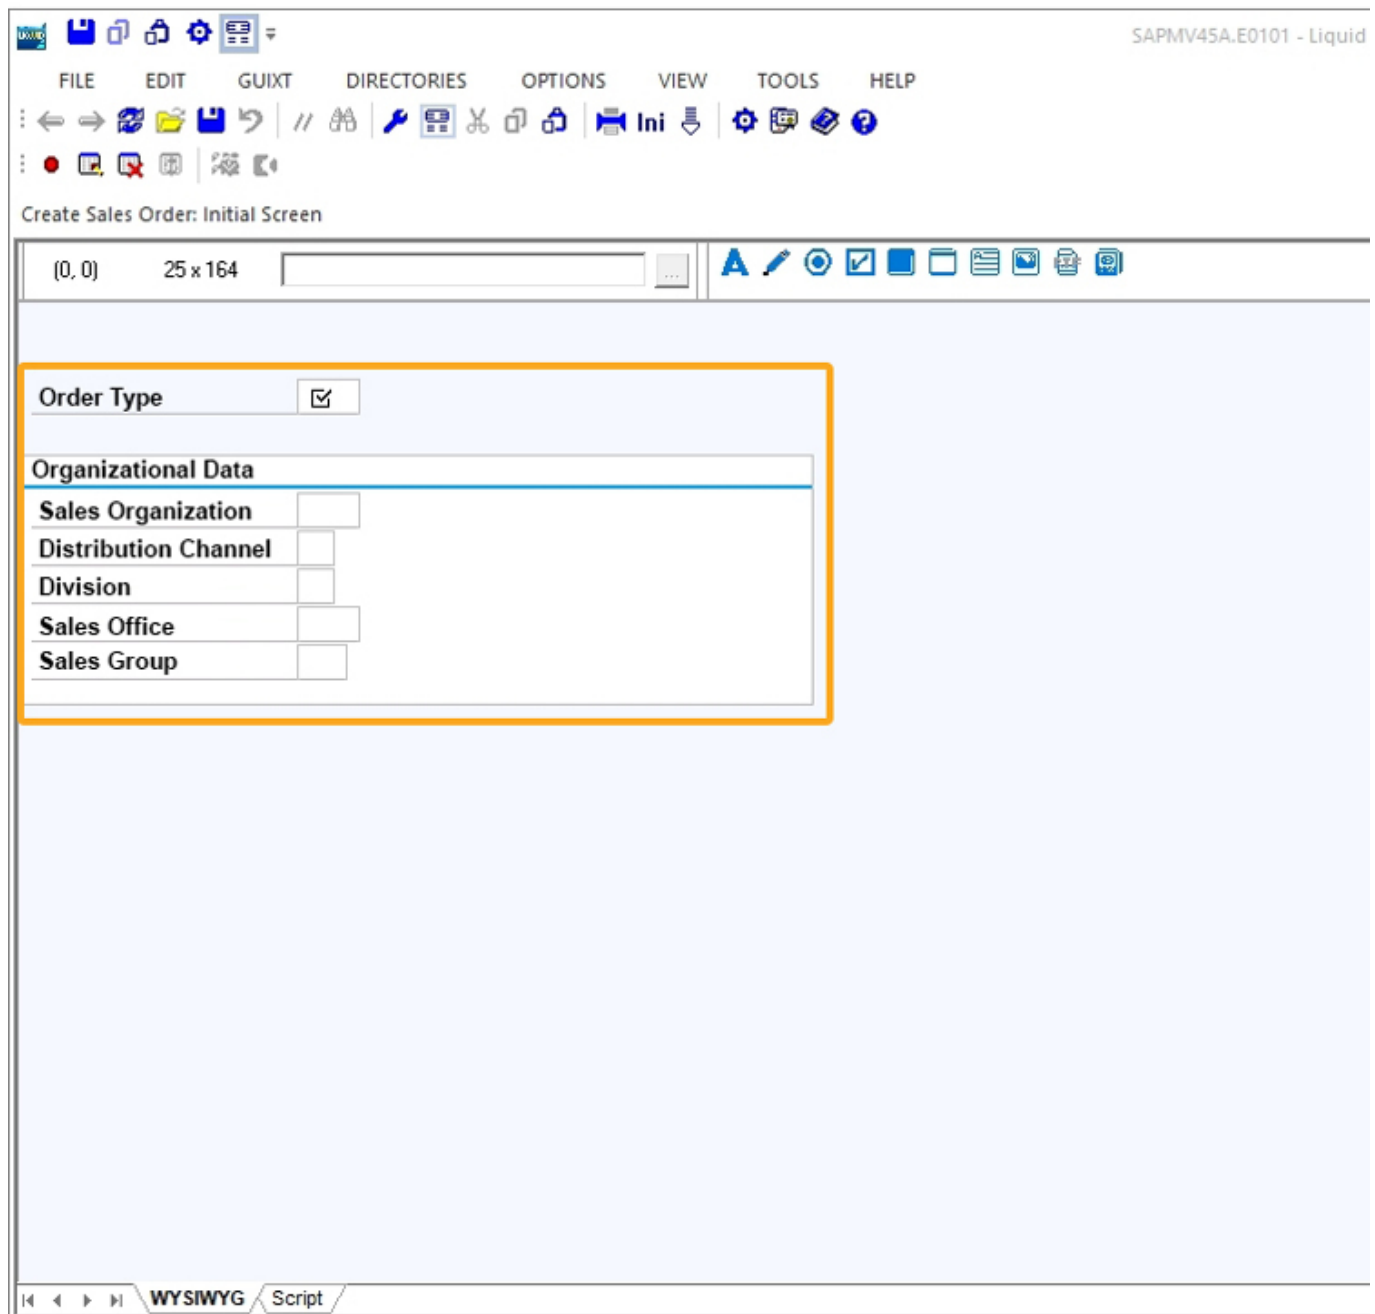 SAPMV45A.E0101 - Liquid
FILE EDIT GUIXT DIRECTORIES OPTIONS VIEW TOOLS HELP
Ini
Create Sales Order: Initial Screen
(0, 0) 25 x 164 ...
Order Type
Organizational Data
Sales Organization
Distribution Channel
Division
Sales Office
Sales Group
WYSIWYG Script